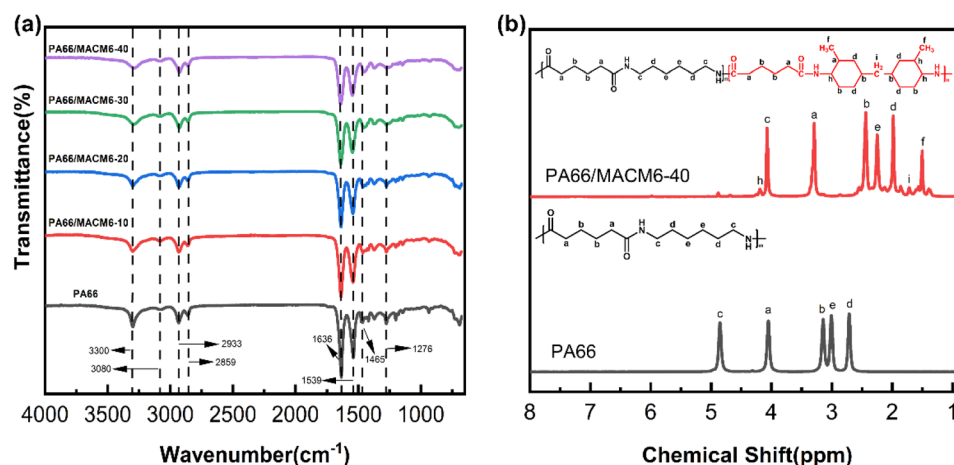 (a)
PA66/MACM6-40
PA66/MACM6-30
PA66/MACM6-20
PA66/MACM6-10
PA66
3300
3080
2933
2859
1636
1539
1465
1276
Transmittance(%)
4000 3500 3000 2500 2000 1500 1000
Wavenumber(cm⁻¹)
(b)
PA66/MACM6-40
c a b e d f
h i
PA66
c a b e d
8 7 6 5 4 3 2 1
Chemical Shift(ppm)